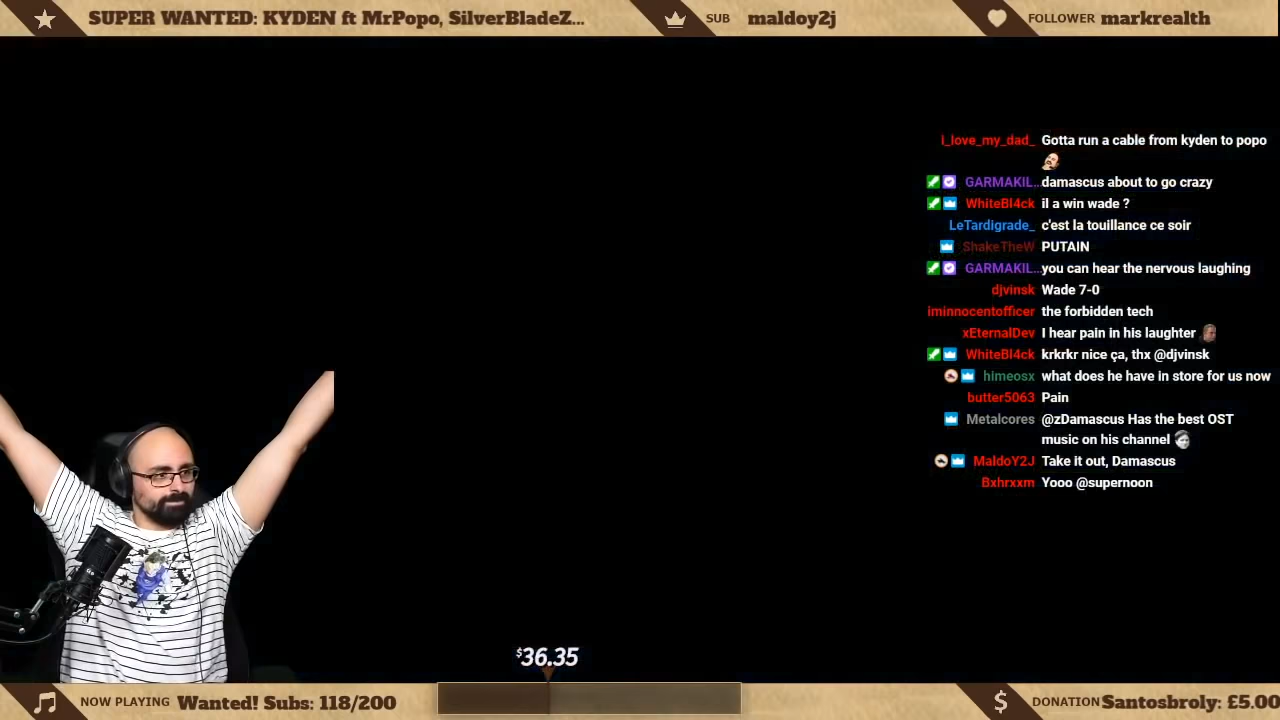 SUPER WANTED: KYDEN ft MrPopo, SilverBladeZ...
SUB maldoy2j
FOLLOWER markrealth
i_love_my_dad_ Gotta run a cable from kyden to popo
GARMAKIL... damascus about to go crazy
WhiteBl4ck il a win wade ?
LeTardigrade_ c'est la touillance ce soir
ShakeTheW PUTAIN
GARMAKIL... you can hear the nervous laughing
djvinsk Wade 7-0
iminnocentofficer the forbidden tech
xEternalDev I hear pain in his laughter
WhiteBl4ck krkrkr nice ça, thx @djvinsk
himeosx what does he have in store for us now
butter5063 Pain
Metalcores @zDamascus Has the best OST
music on his channel
MaldoY2J Take it out, Damascus
Bxhrxxm Yooo @supernoon
$36.35
NOW PLAYING Wanted! Subs: 118/200
$ DONATION Santosbroly: £5.00